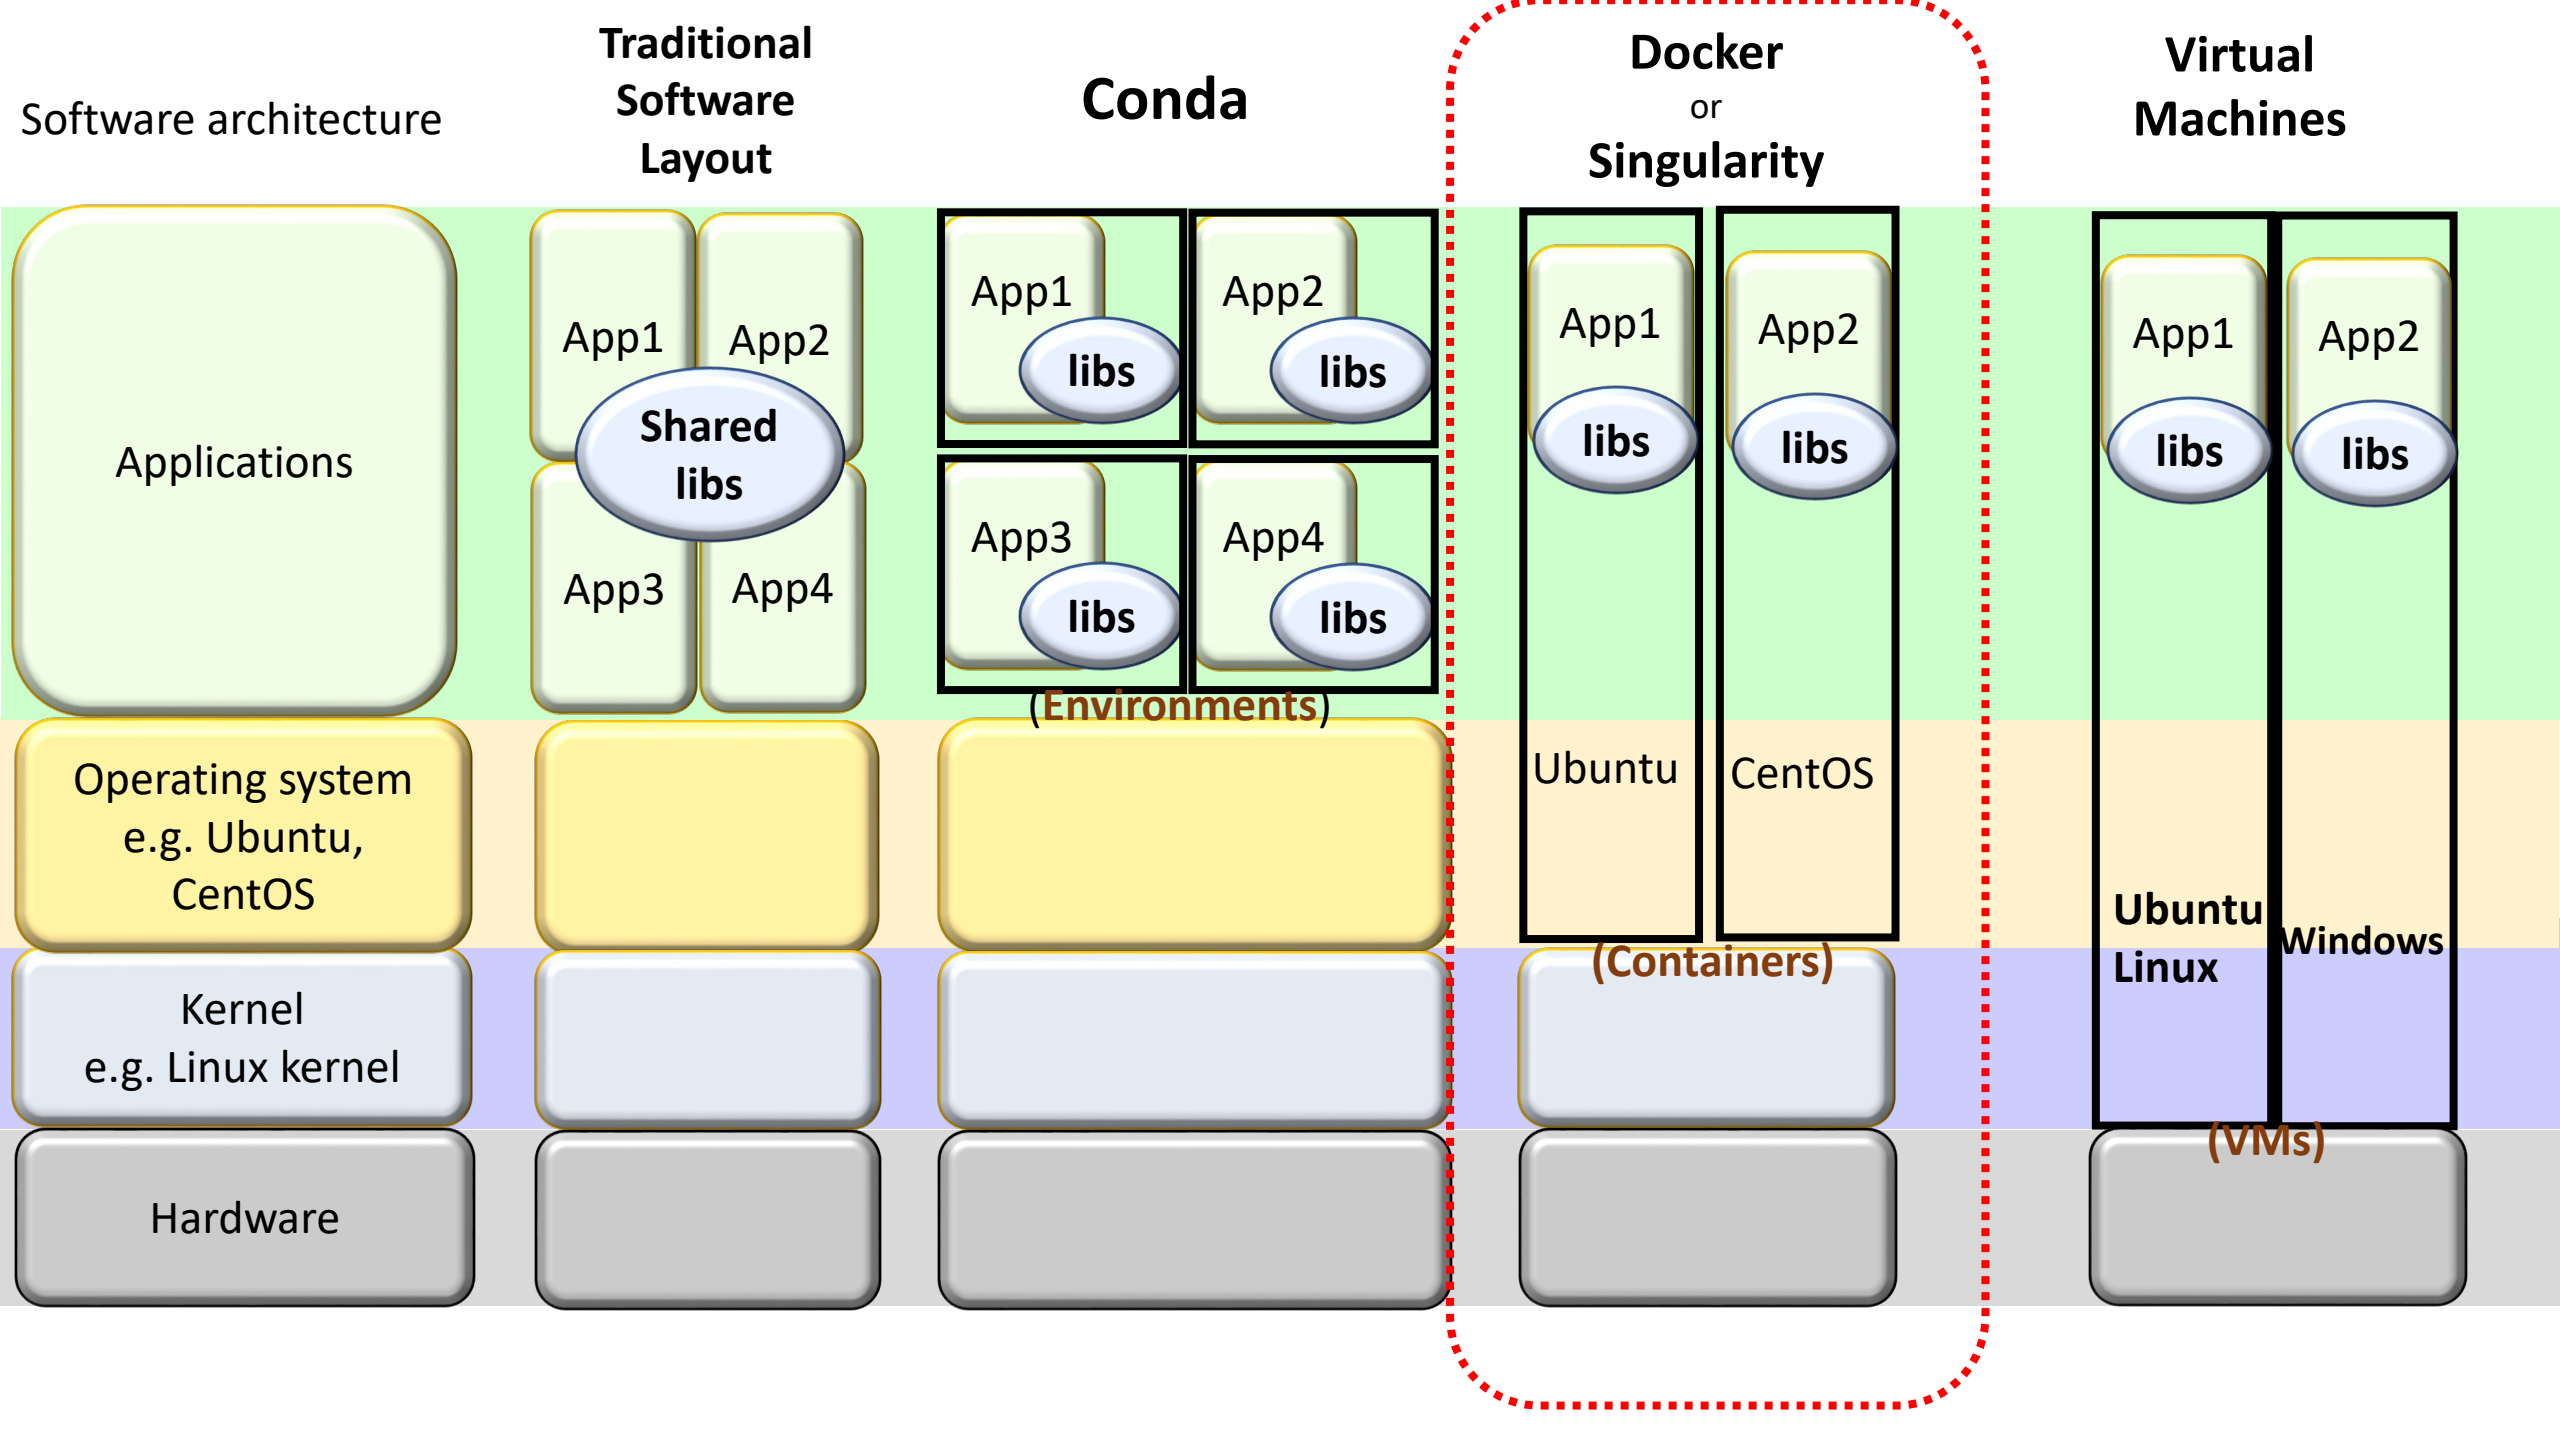 Software architecture
Traditional
Software
Layout
Conda
Docker
or
Singularity
Virtual
Machines
Applications
App1
App2
Shared
libs
App3
App4
App1
libs
App2
libs
App3
libs
App4
libs
(Environments)
App1
libs
App2
libs
Ubuntu
CentOS
(Containers)
App1
libs
App2
libs
Ubuntu
Linux
Windows
(VMs)
Operating system
e.g. Ubuntu,
CentOS
Kernel
e.g. Linux kernel
Hardware